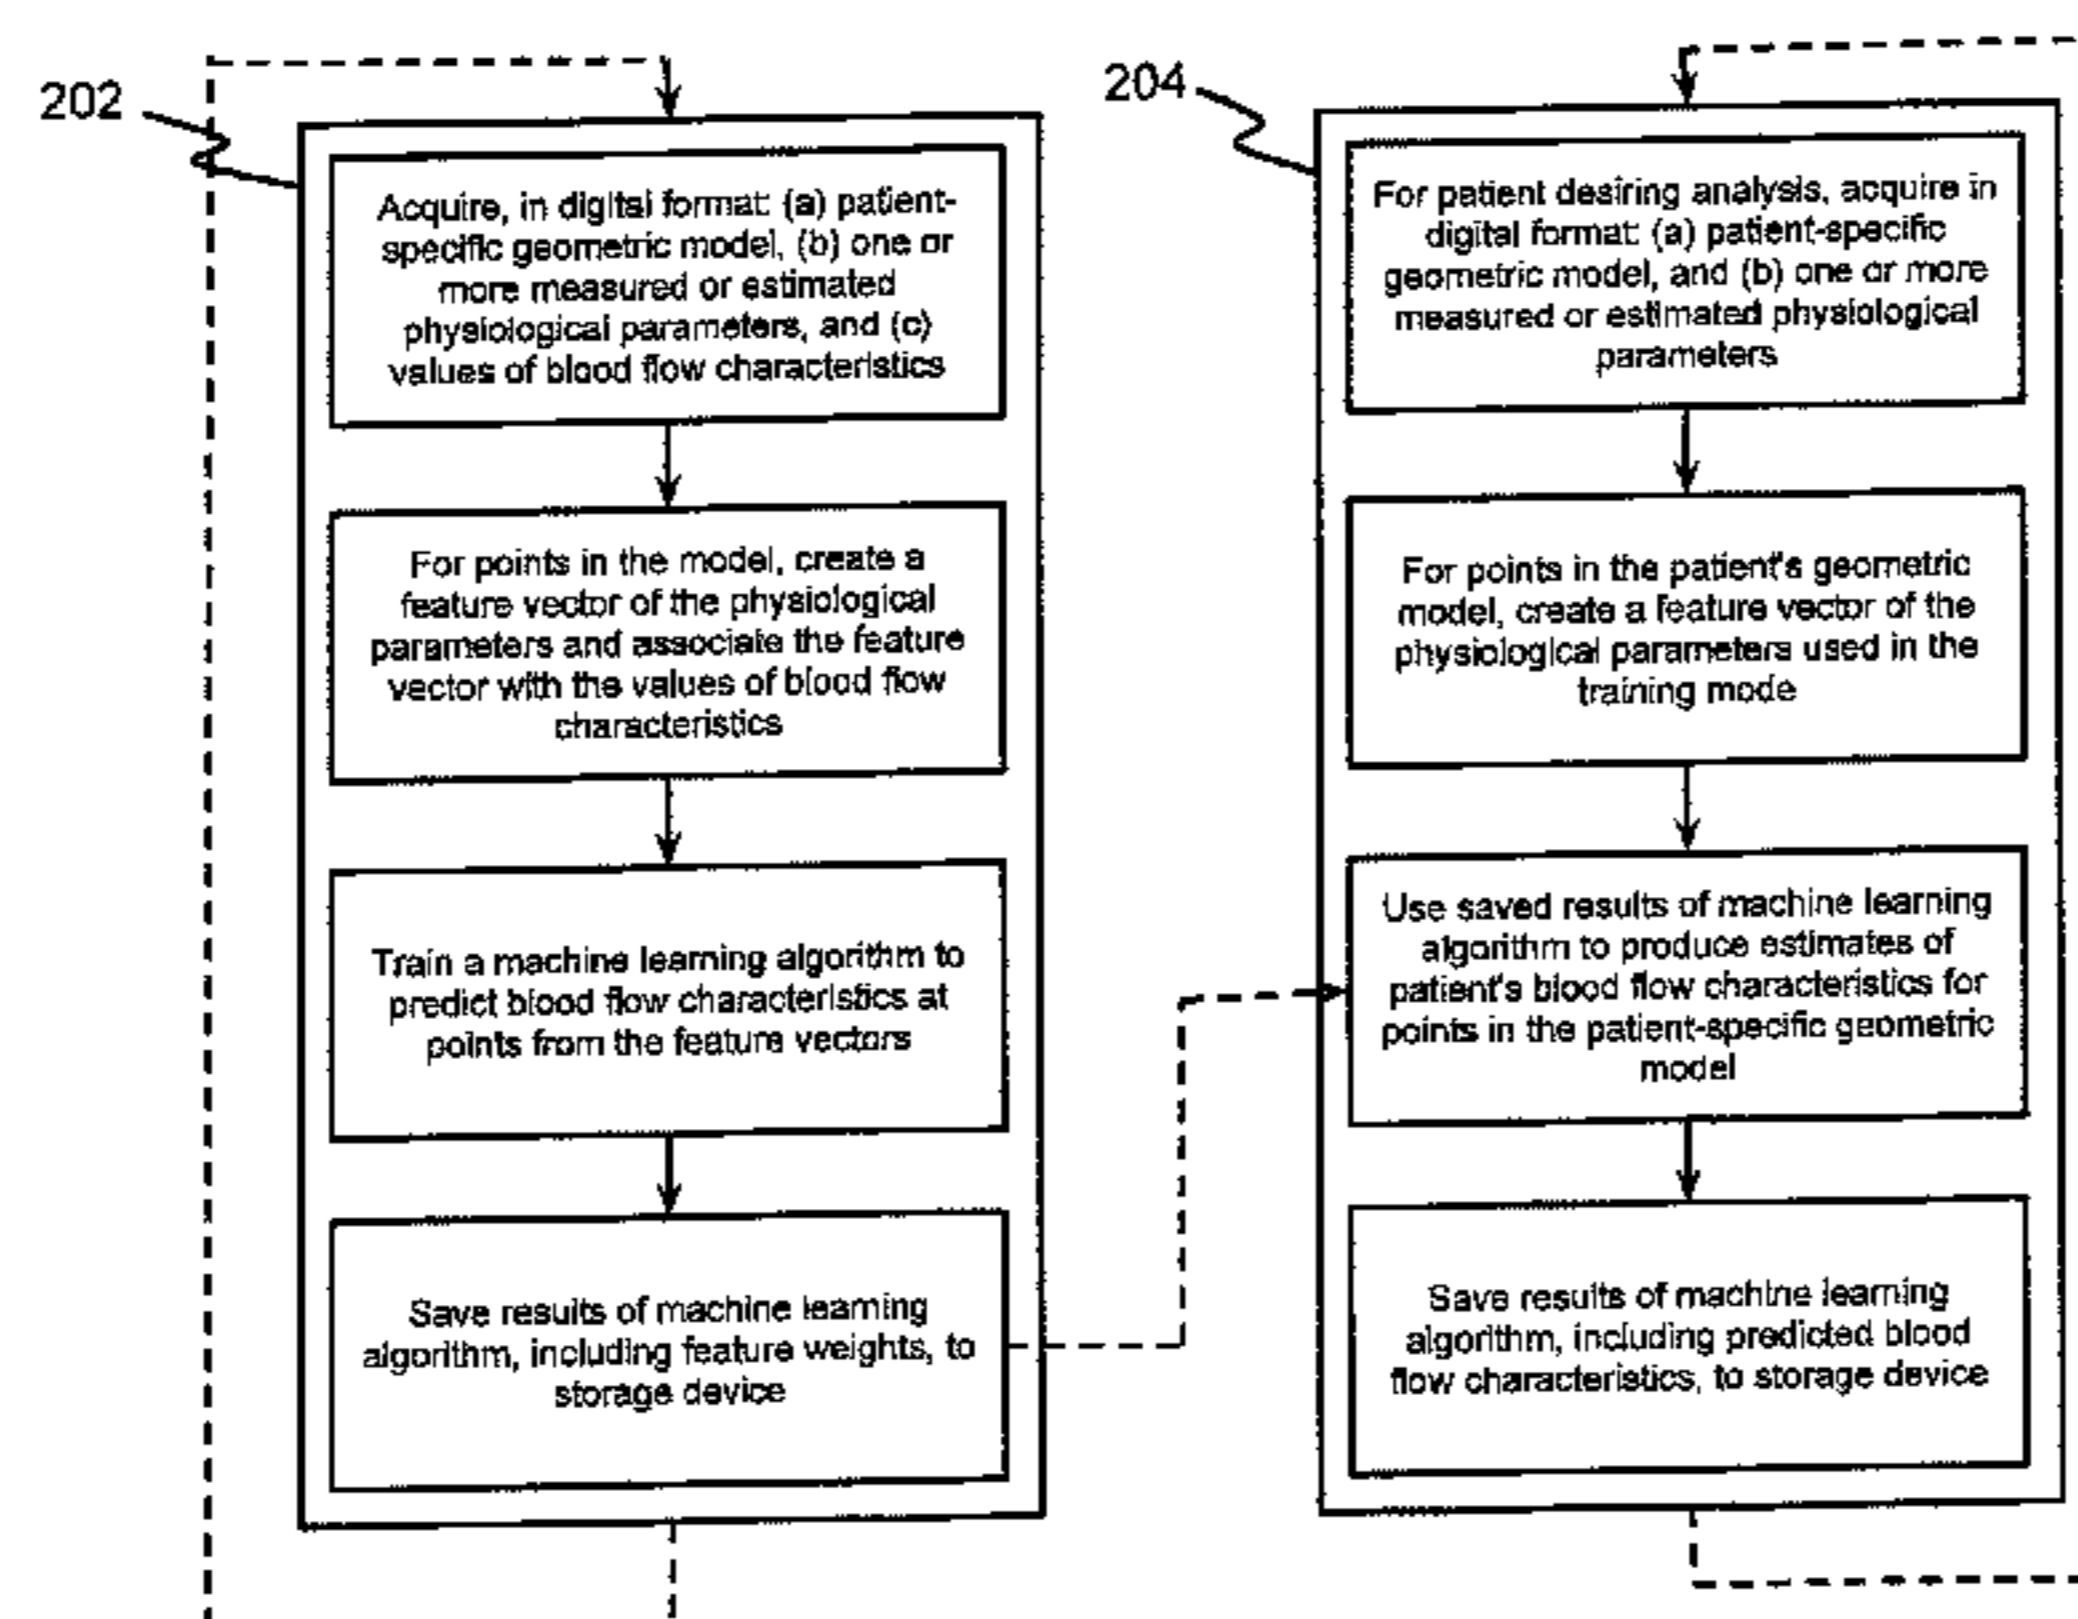 202
Acquire, in digital format: (a) patient-
specific geometric model, (b) one or
more measured or estimated
physiological parameters, and (c)
values of blood flow characteristics
For points in the model, create a
feature vector of the physiological
parameters and associate the feature
vector with the values of blood flow
characteristics
Train a machine learning algorithm to
predict blood flow characteristics at
points from the feature vectors
Save results of machine learning
algorithm, including feature weights, to
storage device
204
For patient desiring analysis, acquire in
digital format: (a) patient-specific
geometric model, and (b) one or more
measured or estimated physiological
parameters
For points in the patient's geometric
model, create a feature vector of the
physiological parameters used in the
training mode
Use saved results of machine learning
algorithm to produce estimates of
patient's blood flow characteristics for
points in the patient-specific geometric
model
Save results of machine learning
algorithm, including predicted blood
flow characteristics, to storage device